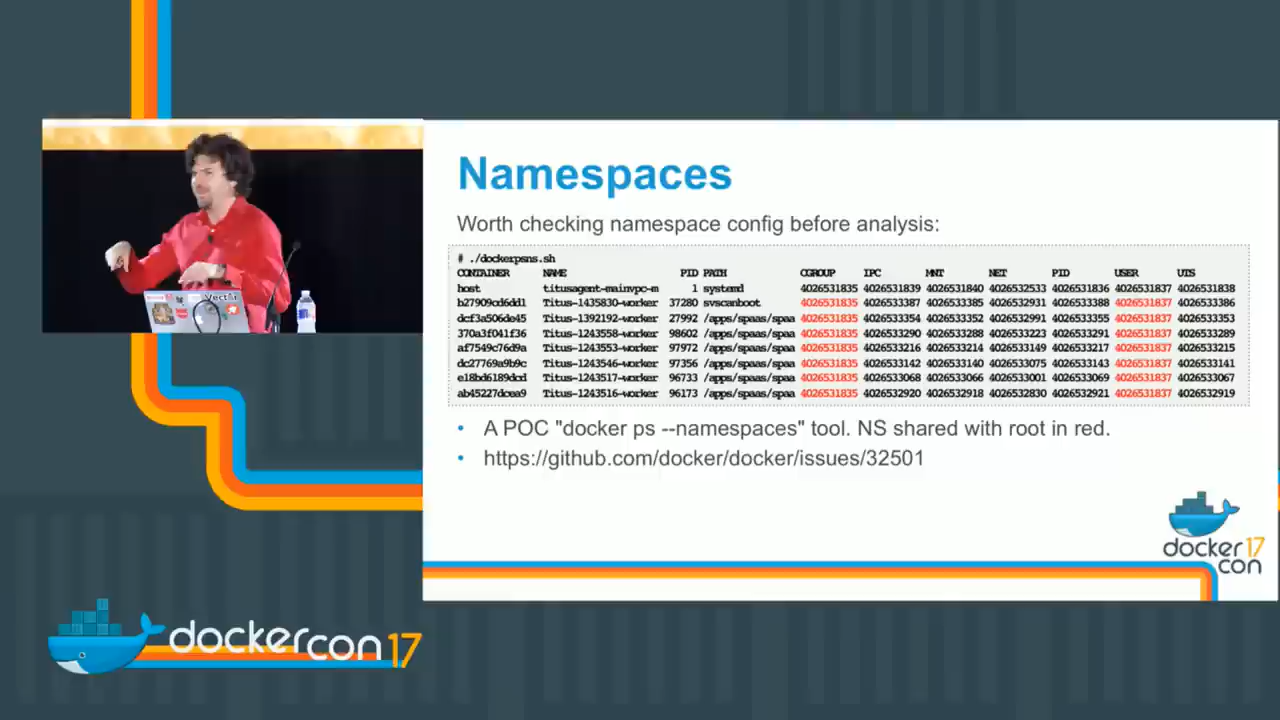 Namespaces
Worth checking namespace config before analysis:
# ./dockerpsns.sh
CONTAINER NAME PID PATH CGROUP IPC MNT NET PID USER UTS
host titusagent-mainvpc-m 1 systemd 4026531835 4026531839 4026531840 4026532533 4026531836 4026531837 4026531838
b27909cd6dd1 Titus-1435830-worker 37280 svscanboot 4026531835 4026533387 4026533385 4026532931 4026533388 4026531837 4026533386
dcf3a506de45 Titus-1392192-worker 27992 /apps/spaas/spaa 4026531835 4026533354 4026533352 4026532991 4026533355 4026531837 4026533353
370a3f041f36 Titus-1243558-worker 98602 /apps/spaas/spaa 4026531835 4026533290 4026533288 4026533223 4026533291 4026531837 4026533289
af7549c76d9a Titus-1243553-worker 97972 /apps/spaas/spaa 4026531835 4026533216 4026533214 4026533149 4026533217 4026531837 4026533215
dc27769a9b9c Titus-1243546-worker 97356 /apps/spaas/spaa 4026531835 4026533142 4026533140 4026533075 4026533143 4026531837 4026533141
e18bd6189dcd Titus-1243517-worker 96733 /apps/spaas/spaa 4026531835 4026533068 4026533066 4026533001 4026533069 4026531837 4026533067
ab45227dcea9 Titus-1243516-worker 96173 /apps/spaas/spaa 4026531835 4026532920 4026532918 4026532830 4026532921 4026531837 4026532919
• A POC "docker ps --namespaces" tool. NS shared with root in red.
• https://github.com/docker/docker/issues/32501
docker 17
con
dockercon 17